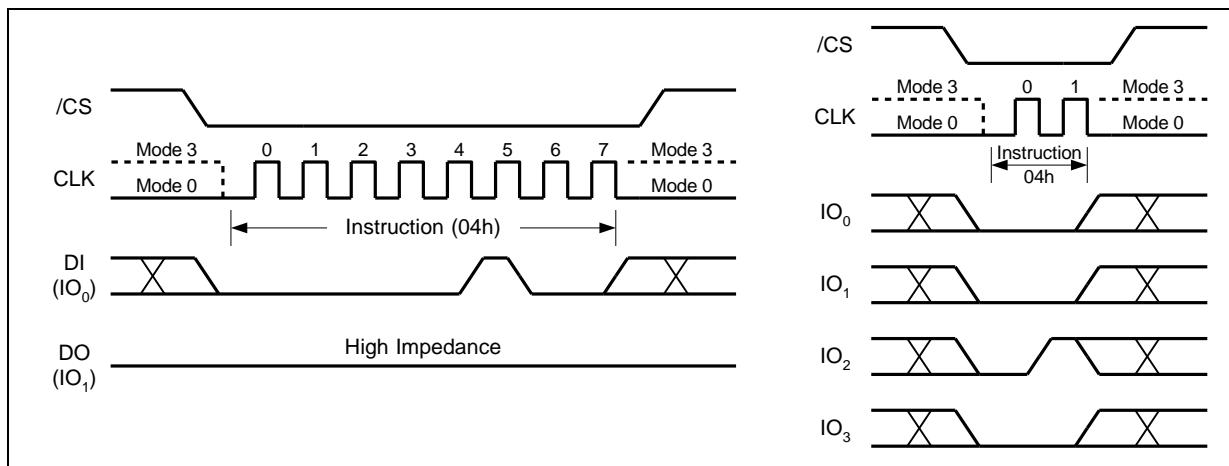 /CS
Mode 3
0 1 2 3 4 5 6 7
Mode 3
CLK
Mode 0
Mode 0
Instruction (04h)
DI
(IO0)
DO
(IO1)
High Impedance
/CS
Mode 3
0 1
Mode 3
CLK
Mode 0
Mode 0
Instruction
04h
IO0
IO1
IO2
IO3